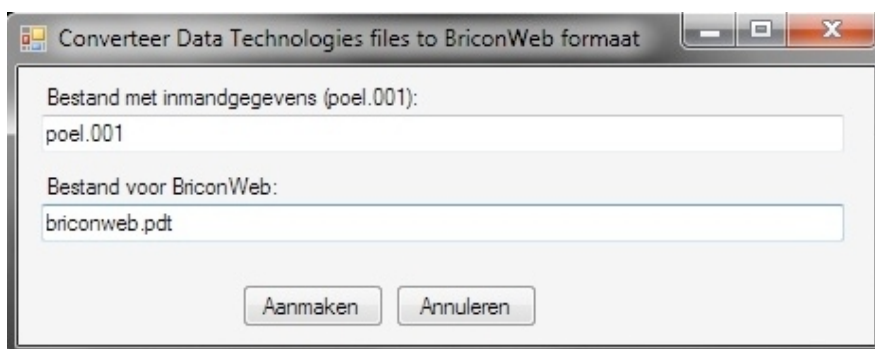 Converteer Data Technologies files to BriconWeb formaat
Bestand met inmandgegevens (poel.001):
poel.001
Bestand voor BriconWeb:
briconweb.pdt
Aanmaken Annuleren